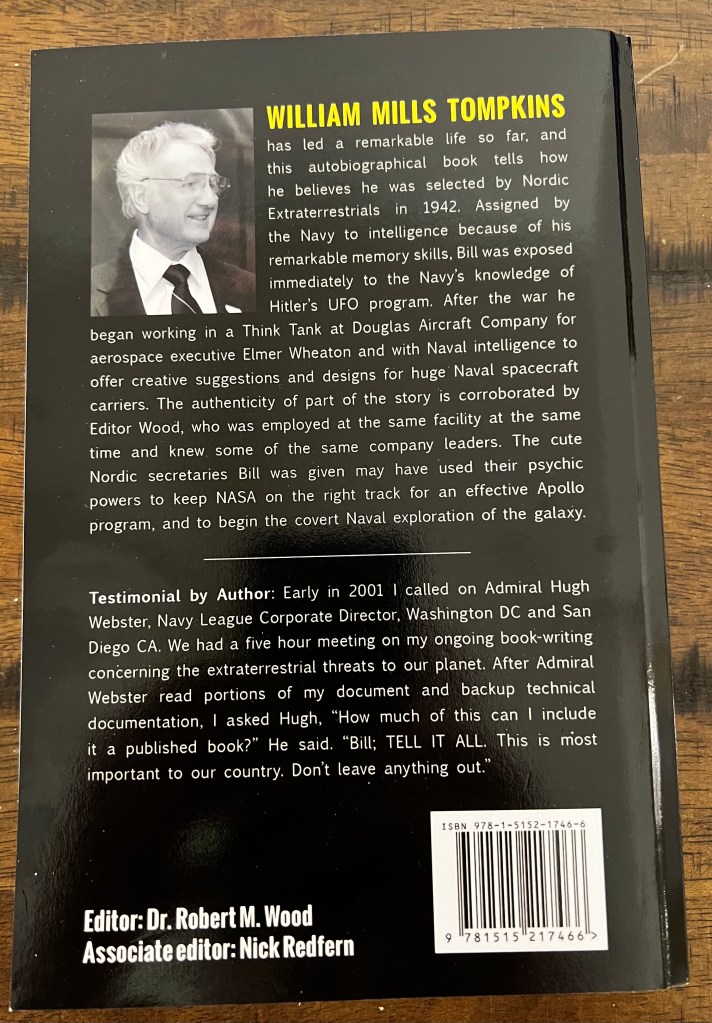 WILLIAM MILLS TOMPKINS
has led a remarkable life so far, and
this autobiographical book tells how
he believes he was selected by Nordic
Extraterrestrials in 1942. Assigned by
the Navy to intelligence because of his
remarkable memory skills, Bill was exposed
immediately to the Navy's knowledge of
Hitler's UFO program. After the war he
began working in a Think Tank at Douglas Aircraft Company for
aerospace executive Elmer Wheaton and with Naval intelligence to
offer creative suggestions and designs for huge Naval spacecraft
carriers. The authenticity of part of the story is corroborated by
Editor Wood, who was employed at the same facility at the same
time and knew some of the same company leaders. The cute
Nordic secretaries Bill was given may have used their psychic
powers to keep NASA on the right track for an effective Apollo
program, and to begin the covert Naval exploration of the galaxy.
Testimonial by Author: Early in 2001 I called on Admiral Hugh
Webster, Navy League Corporate Director, Washington DC and San
Diego CA. We had a five hour meeting on my ongoing book-writing
concerning the extraterrestrial threats to our planet. After Admiral
Webster read portions of my document and backup technical
documentation, I asked Hugh, “How much of this can I include
it a published book?” He said. “Bill; TELL IT ALL. This is most
important to our country. Don't leave anything out.”
ISBN 978-1-5152-1746-6
9 781515 217466 >
Editor: Dr. Robert M. Wood
Associate editor: Nick Redfern